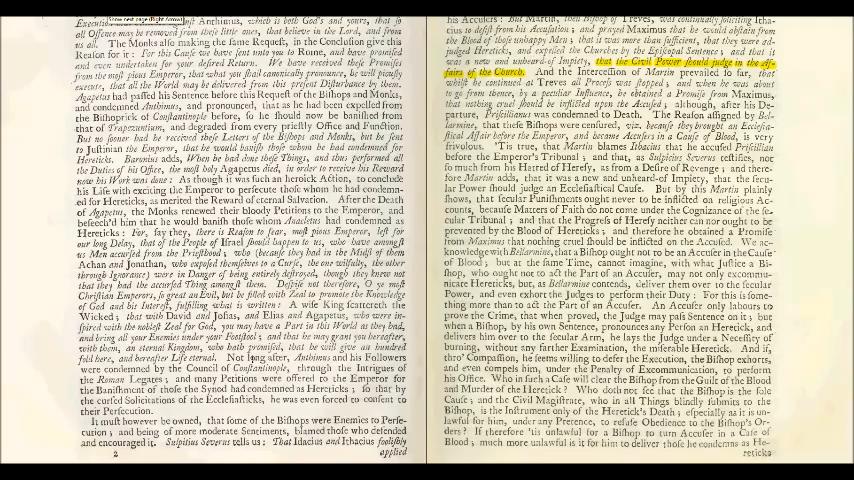 Show next page (Right Arrow)
Anthimus, which is both God's and yours, that so
all Offence may be removed from these little ones, that believe in the Lord, and from
us all. The Monks also making the same Request, in the Conclusion give this
Reason for it: For this Cause we have sent unto to Rome, and have promised
and even undertaken for your desired Return. We have received these Promises
from the most pious Emperor, that what you shall canonically pronounce, he will piously
execute, that all the World may be delivered from this present Disturbance by them.
Agapetus had passed his Sentence before this Request of the Bishops and Monks,
and condemned Anthimus, and pronounced, that as he had been expelled from
the Bishoprick of Constantinople before, so he should now be banished from
that of Trapezuntium, and degraded from every priestly Office and Function.
But no sooner had he received these Letters of the Bishops and Monks, but he sent
to Justinian the Emperor, that he would banish those whom he had condemned for
Hereticks. Baronius adds, When he had done these Things, and thus performed all
the Duties of his Office, the most holy Agapetus died, in order to receive his Reward
now his Work was done: As though it was such an heroick Action, to conclude
his Life with exciting the Emperor to persecute those whom he had condemn-
ed for Hereticks, as merited the Reward of eternal Salvation. After the Death
of Agapetus, the Monks renewed their bloody Petitions to the Emperor, and
beseech'd him that he would banish those whom Anacletus had condemned as
Hereticks: For, say they, there is Reason to fear, most pious Emperor, lest for
our long Delay, that of the People of Israel should happen to us, who have amongst
us Men accursed from the Priesthood, who (because they had in the Midst of them
Achan and Jonathan, who exposed themselves to a Curse, the one wilfully, the other
through Ignorance) were in Danger of being entirely destroyed, though they knew not
that they had the accursed Thing amongst them. Despise not therefore, O ye most
Christian Emperors, so great an Evil, but be filled with Zeal to promote the Knowledge
of God and his Interest, fulfilling what is written: A wife King scattereth the
Wicked; that with David and Josias, and Elias and Agapetus, who were in-
spired with the noblest Zeal for God, you may have a Part in this World as they had,
and bring all your Enemies under your Footstool; and that he may grant you hereafter,
with them, an eternal Kingdom, who hath promised, that he will give an hundred
fold here, and hereafter Life eternal. Not long after, Anthimus and his Followers
were condemned by the Council of Constantinople, through the Intrigues of
the Roman Legates; and many Petitions were offered to the Emperor for
the Banishment of those the Synod had condemned as Hereticks; so that by
the cursed Solicitations of the Ecclesiasticks, he was even forced to consent to
their Persecution.
It must however be owned, that some of the Bishops were Enemies to Perse-
cution; and being of more moderate Sentiments, blamed those who defended
and encouraged it. Sulpitius Severus tells us: That Idacius and Ithacius foolishly
2 applied
his Accusers: But Martin, then Bishop of Treves, was continually solliciting Itha-
cius to desist from his Accusation; and prayed Maximus that he would abstain from
the Blood of those unhappy Men; that it was more than sufficient, that they were ad-
judged Hereticks, and expelled the Churches by the Episcopal Sentence; and that it
was a new and unheard-of Impiety, that the Civil Power should judge in the Af-
fairs of the Church. And the Intercession of Martin prevailed so far, that
whilst he continued at Treves all Process was stopped; and when he was about
to go from thence, by a peculiar Influence, he obtained a Promise from Maximus,
that nothing cruel should be inflicted upon the Accused; although, after his De-
parture, Priscillianus was condemned to Death. The Reason assigned by Bel-
larmine, that these Bishops were censured, viz. because they brought an Ecclesia-
stical Affair before the Emperor, and became Accusers in a Cause of Blood, is very
frivolous. 'Tis true, that Martin blames Ithacius that he accused Priscillian
before the Emperor's Tribunal; and that, as Sulpicius Severus testifies, not
so much from his Hatred of Heresy, as from a Desire of Revenge; and there-
fore Martin adds, that it was a new and unheard-of Impiety, that the secu-
lar Power should judge an Ecclesiastical Cause. But by this Martin plainly
shows, that secular Punishments ought never to be inflicted on religious Ac-
counts, because Matters of Faith do not come under the Cognizance of the se-
cular Tribunal; and that the Progress of Heresy neither can nor ought to be
prevented by the Blood of Hereticks; and therefore he obtained a Promise
from Maximus that nothing cruel should be inflicted on the Accused. We ac-
knowledge with Bellarmine, that a Bishop ought not to be an Accuser in the Cause
of Blood; but at the same Time, cannot imagine, with what Justice a Bi-
shop, who ought not to act the Part of an Accuser, may not only excommu-
nicate Hereticks, but, as Bellarmine contends, deliver them over to the secular
Power, and even exhort the Judges to perform their Duty: For this is some-
thing more than to act the Part of an Accuser. An Accuser only labours to
prove the Crime, that when proved, the Judge may pass Sentence on it; but
when a Bishop, by his own Sentence, pronounces any Person an Heretick, and
delivers him over to the secular Arm, he lays the Judge under a Necessity of
burning, without any farther Examination, the miserable Heretick. And if,
thro' Compassion, he seems willing to defer the Execution, the Bishop exhorts,
and even compels him, under the Penalty of Excommunication, to perform
his Office. Who in such a Case will clear the Bishop from the Guilt of the Blood
and Murder of the Heretick? Who doth not see that the Bishop is the sole
Cause; and the Civil Magistrate, who in all Things blindly submits to the
Bishop, is the Instrument only of the Heretick's Death; especially as it is un-
lawful for him, under any Pretence, to refuse Obedience to the Bishop's Or-
ders? If therefore 'tis unlawful for a Bishop to turn Accuser in a Case of
Blood; much more unlawful is it for him to deliver those he condemns as He-
reticks